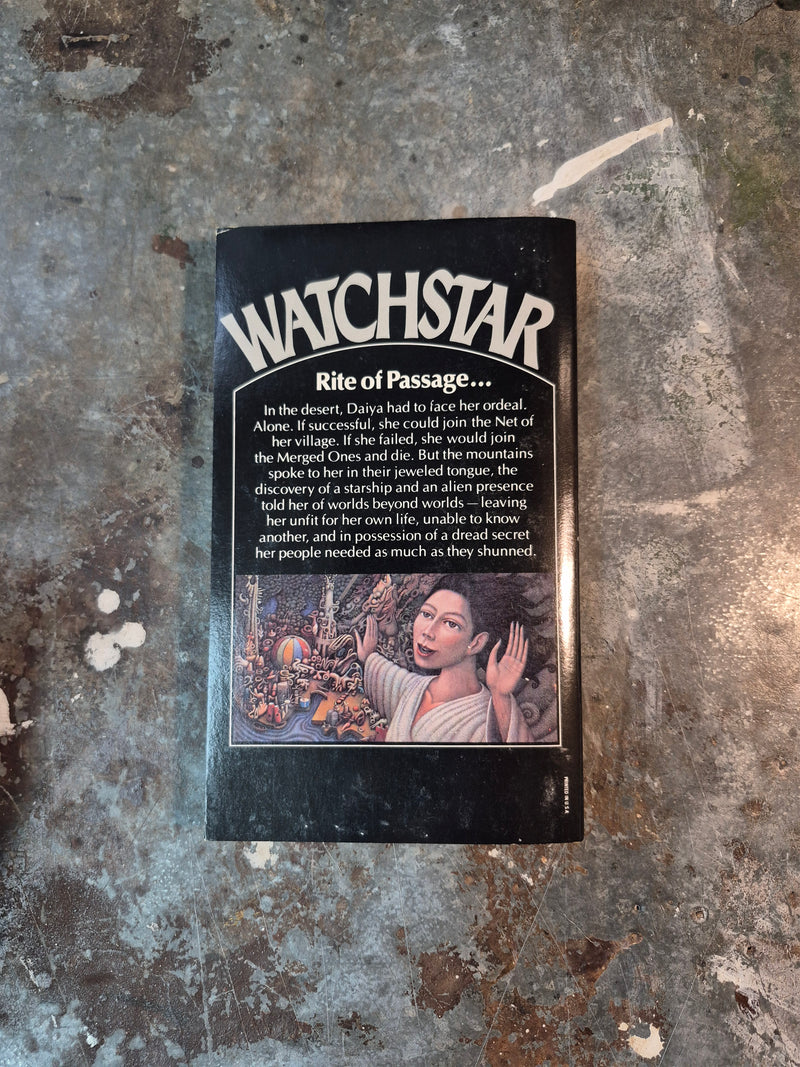 WATCHSTAR
Rite of Passage...
In the desert, Daiya had to face her ordeal.
Alone. If successful, she could join the Net of
her village. If she failed, she would join
the Merged Ones and die. But the mountains
spoke to her in their jeweled tongue, the
discovery of a starship and an alien presence
told her of worlds beyond worlds — leaving
her unfit for her own life, unable to know
another, and in possession of a dread secret
her people needed as much as they shunned.
PRINTED IN U.S.A.